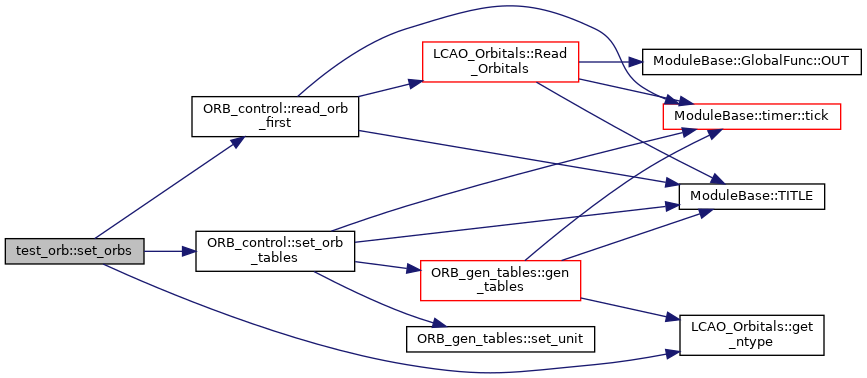 test_orb::set_orbs
ORB_control::read_orb
_first
ORB_control::set_orb
_tables
LCAO_Orbitals::Read
_Orbitals
ORB_gen_tables::gen
_tables
ORB_gen_tables::set_unit
ModuleBase::GlobalFunc::OUT
ModuleBase::timer::tick
ModuleBase::TITLE
LCAO_Orbitals::get
_ntype